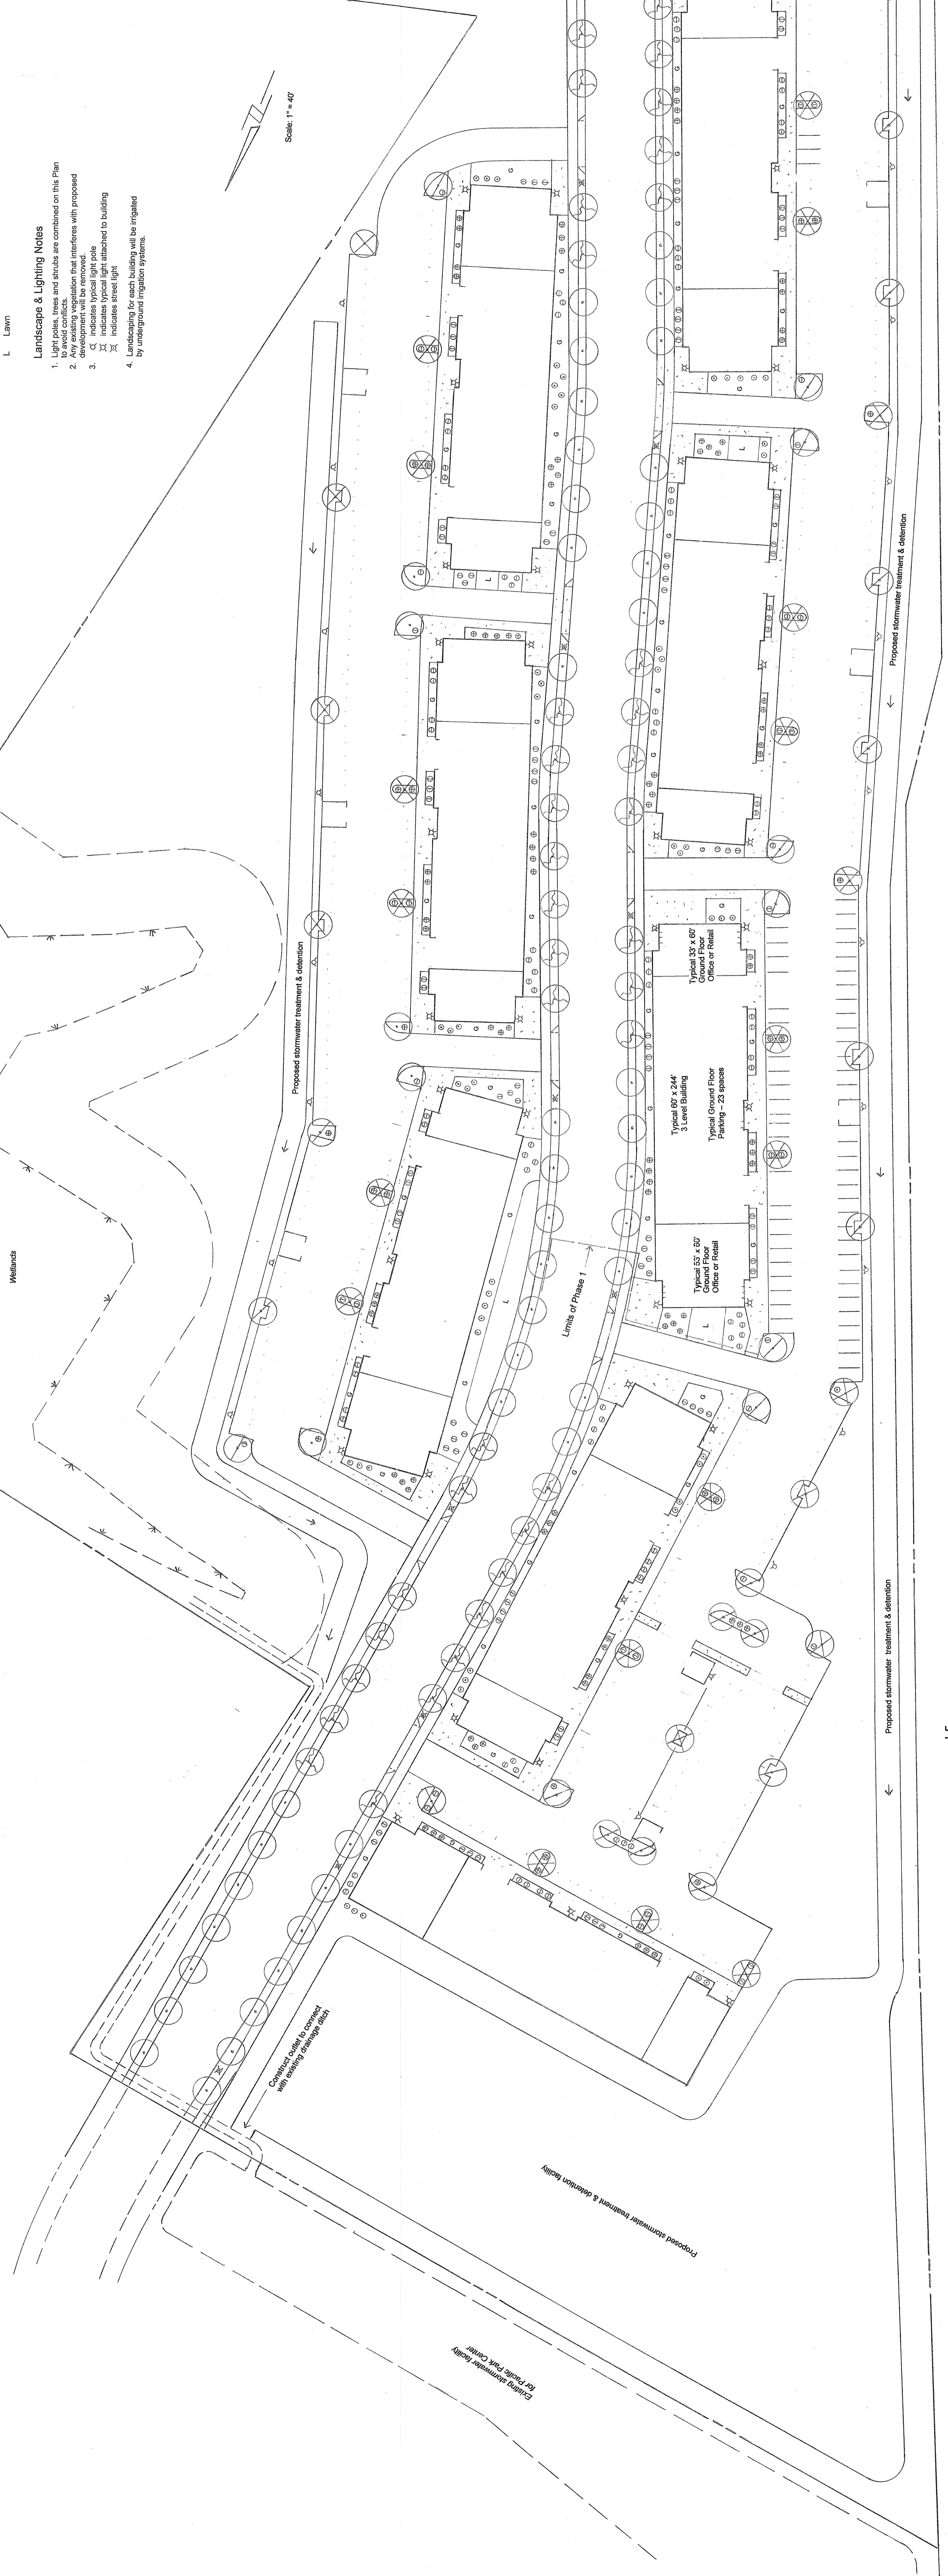 L Lawn
Landscape & Lighting Notes
1. Light poles, trees and shrubs are combined on this Plan
to avoid conflicts.
2. Any existing vegetation that interferes with proposed
development will be removed.
3. indicates typical light pole
indicates typical light attached to building
indicates street light
4. Landscaping for each building will be irrigated
by underground irrigation systems.
Scale: 1" = 40'
Wetlands
Proposed stormwater treatment & detention
Proposed stormwater treatment & detention
Typical 33' x 60'
Ground Floor
Office or Retail
Typical 60' x 244'
3 Level Building
Typical Ground Floor
Parking – 23 spaces
Typical 53' x 60'
Ground Floor
Office or Retail
Limits of Phase 1
Proposed stormwater treatment & detention
Construct outlet to connect
with existing drainage ditch
Proposed stormwater treatment & detention facility
Existing stormwater facility
for Pacific Park Center